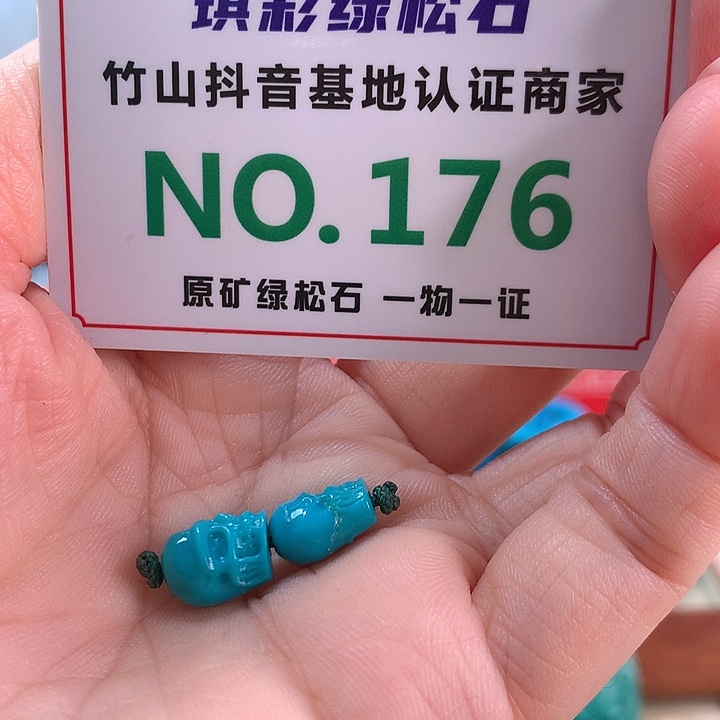 琪彩绿松石
竹山抖音基地认证商家
NO.176
原矿绿松石 一物一证